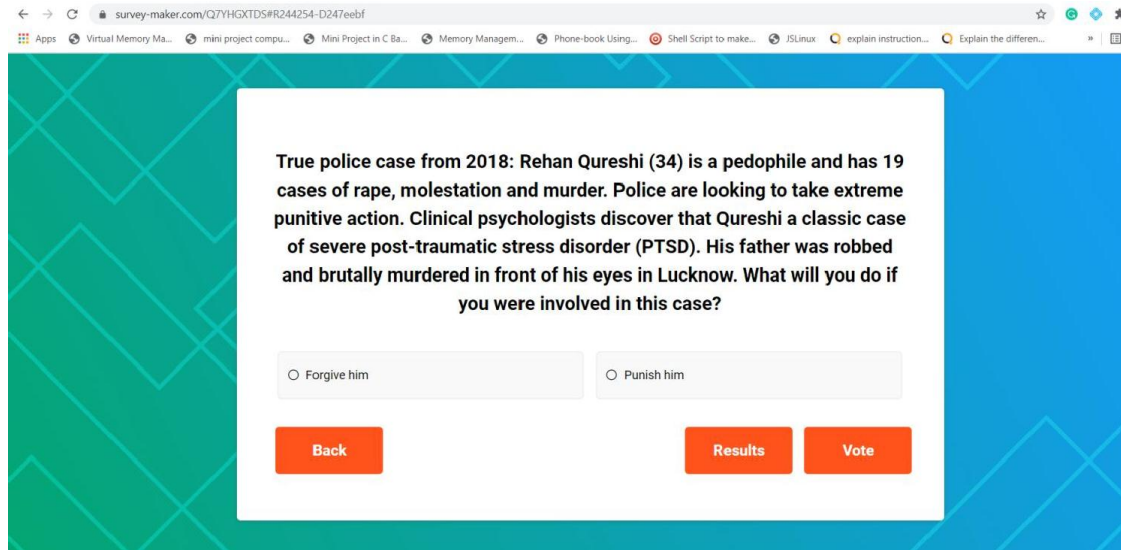 survey-maker.com/Q7YHGXTDS#R244254-D247eebf
Apps Virtual Memory Ma... mini project compu... Mini Project in C Ba... Memory Managem... Phone-book Using... Shell Script to make... JSLinux explain instruction... Explain the differen... »
True police case from 2018: Rehan Qureshi (34) is a pedophile and has 19
cases of rape, molestation and murder. Police are looking to take extreme
punitive action. Clinical psychologists discover that Qureshi a classic case
of severe post-traumatic stress disorder (PTSD). His father was robbed
and brutally murdered in front of his eyes in Lucknow. What will you do if
you were involved in this case?
Forgive him Punish him
Back Results Vote